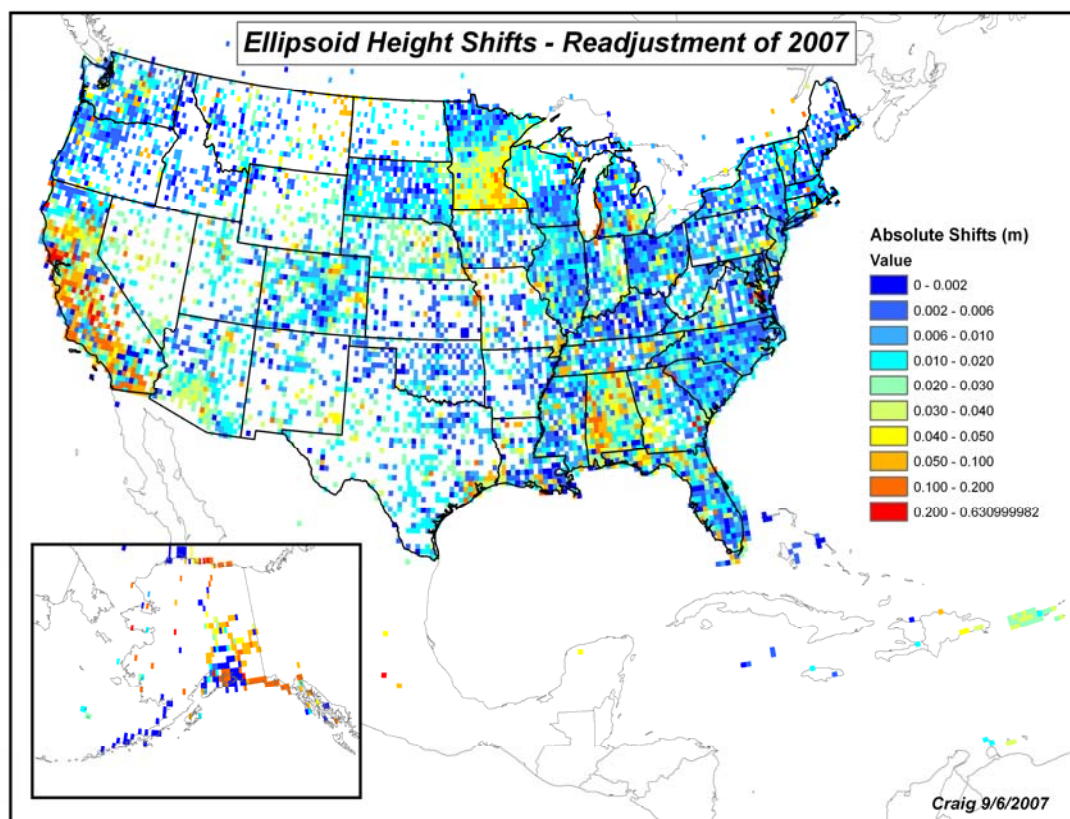 Ellipsoid Height Shifts - Readjustment of 2007
Absolute Shifts (m)
Value
0 - 0.002
0.002 - 0.006
0.006 - 0.010
0.010 - 0.020
0.020 - 0.030
0.030 - 0.040
0.040 - 0.050
0.050 - 0.100
0.100 - 0.200
0.200 - 0.630999982
Craig 9/6/2007